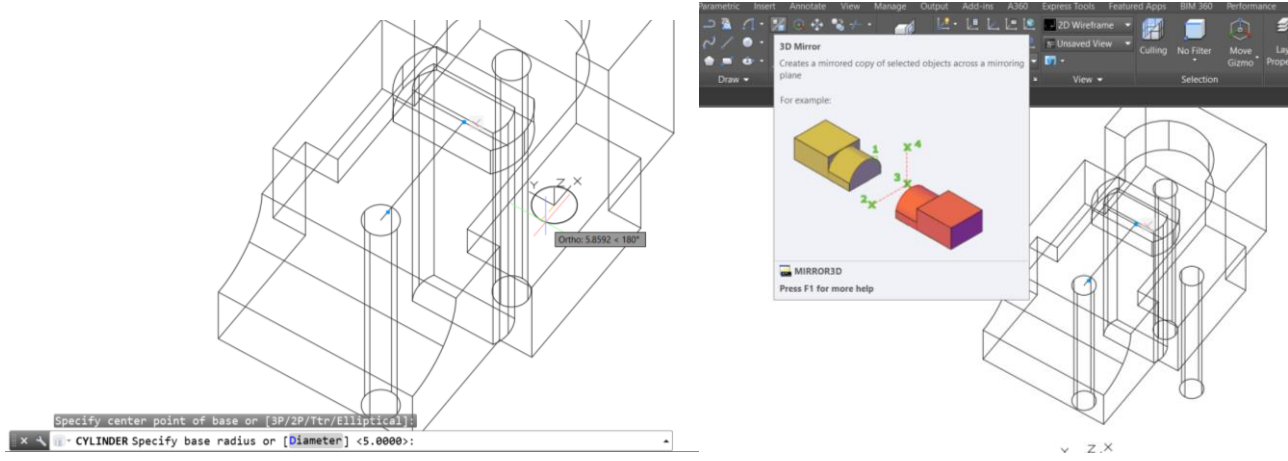 Y Z X
Ortho: 5.8592 < 180°
Specify center point of base or [3P/2P/Ttr/Elliptical]:
CYLINDER Specify base radius or [Diameter] <5.0000>:
Parametric Insert Annotate View Manage Output Add-ins A360 Express Tools Featured Apps BIM 360 Performance
2D Wireframe
Unsaved View
Culling No Filter Move
Gizmo
Draw View Selection
3D Mirror
Creates a mirrored copy of selected objects across a mirroring
plane
For example:
1
4
3
2
MIRROR3D
Press F1 for more help
Y Z X